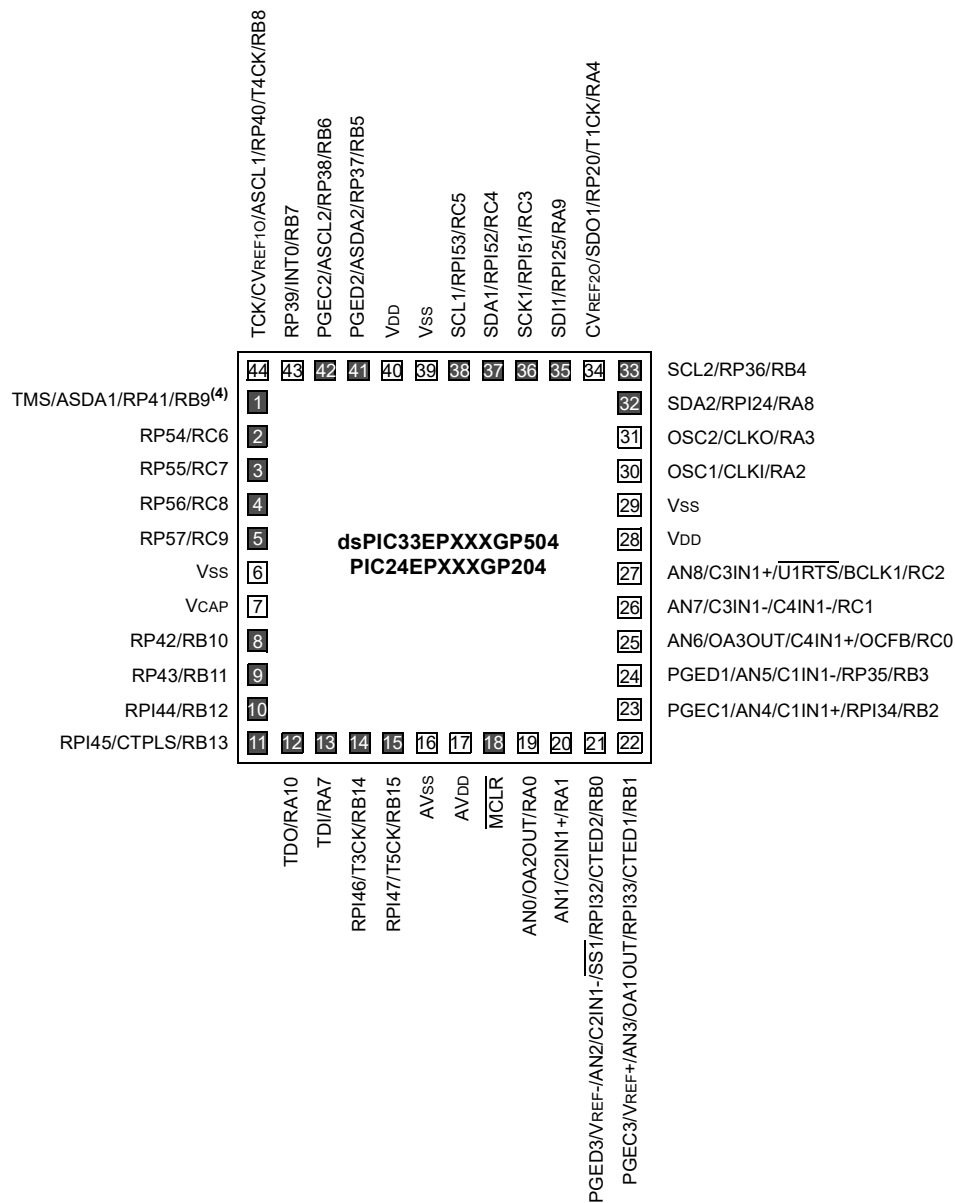 TCK/CVREF1O/ASCL1/RP40/T4CK/RB8
RP39/INT0/RB7
PGEC2/ASCL2/RP38/RB6
PGED2/ASDA2/RP37/RB5
VDD
VSS
SCL1/RPI53/RC5
SDA1/RPI52/RC4
SCK1/RPI51/RC3
SDI1/RPI25/RA9
CVREF2O/SDO1/RP20/T1CK/RA4
44 43 42 41 40 39 38 37 36 35 34 33 SCL2/RP36/RB4
TMS/ASDA1/RP41/RB9(4) 1 32 SDA2/RPI24/RA8
RP54/RC6 2 31 OSC2/CLKO/RA3
RP55/RC7 3 30 OSC1/CLKI/RA2
RP56/RC8 4 29 VSS
RP57/RC9 5 dsPIC33EPXXXGP504 28 VDD
VSS 6 PIC24EPXXXGP204 27 AN8/C3IN1+/U1RTS/BCLK1/RC2
VCAP 7 26 AN7/C3IN1-/C4IN1-/RC1
RP42/RB10 8 25 AN6/OA3OUT/C4IN1+/OCFB/RC0
RP43/RB11 9 24 PGED1/AN5/C1IN1-/RP35/RB3
RPI44/RB12 10 23 PGEC1/AN4/C1IN1+/RPI34/RB2
RPI45/CTPLS/RB13 11 12 13 14 15 16 17 18 19 20 21 22
TDO/RA10
TDI/RA7
RPI46/T3CK/RB14
RPI47/T5CK/RB15
AVSS
AVDD
MCLR
AN0/OA2OUT/RA0
AN1/C2IN1+/RA1
PGED3/VREF-/AN2/C2IN1-/SS1/RPI32/CTED2/RB0
PGEC3/VREF+/AN3/OA1OUT/RPI33/CTED1/RB1